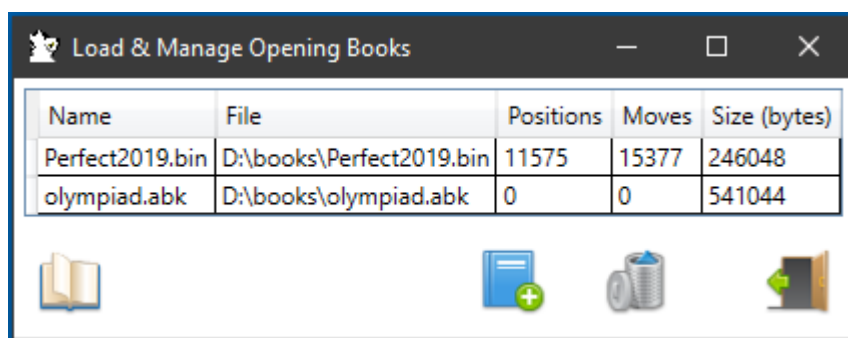 Load & Manage Opening Books
Name File Positions Moves Size (bytes)
Perfect2019.bin D:\books\Perfect2019.bin 11575 15377 246048
olympiad.abk D:\books\olympiad.abk 0 0 541044